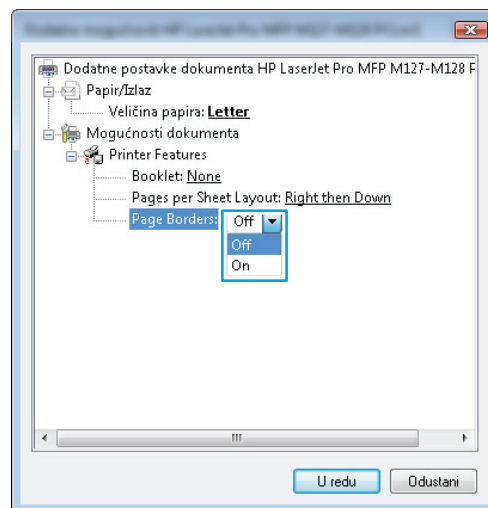 Dodatne postavke dokumenta HP LaserJet Pro MFP M127-M128 F
Papir/Izlaz
Veličina papira: Letter
Mogućnosti dokumenta
Printer Features
Booklet: None
Pages per Sheet Layout: Right then Down
Page Borders: Off
Off
On
U redu Odustani